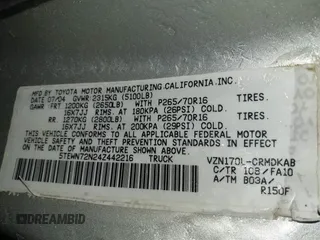 MFD BY TOYOTA MOTOR MANUFACTURING CALIFORNIA, INC.
DATE 07/04 GVWR 2315KG (5100LB)
GAWR FRT 1200KG (2650LB) WITH P265/70R16 TIRES.
16X7JJ RIMS AT 180KPA (26PSI) COLD.
RR 1270KG (2800LB) WITH P265/70R16 TIRES.
16X7JJ RIMS AT 200KPA (29PSI) COLD.
THIS VEHICLE CONFORMS TO ALL APPLICABLE FEDERAL MOTOR
VEHICLE SAFETY AND THEFT PREVENTION STANDARDS IN EFFECT
ON THE DATE OF MANUFACTURE SHOWN ABOVE.
5TEWN72N24Z442216 TRUCK VZN170L-CRMDKAB
C/TR 1C8 / FA10
A/TM B03A/
R150F
© DREAMBID